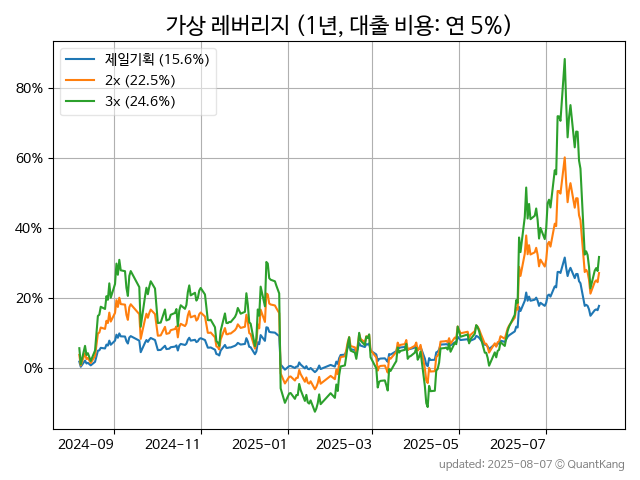 가상 레버리지 (1년, 대출 비용: 연 5%)
제일기획 (15.6%)
2x (22.5%)
3x (24.6%)
80%
60%
40%
20%
0%
2024-09 2024-11 2025-01 2025-03 2025-05 2025-07
updated: 2025-08-07 © QuantKang